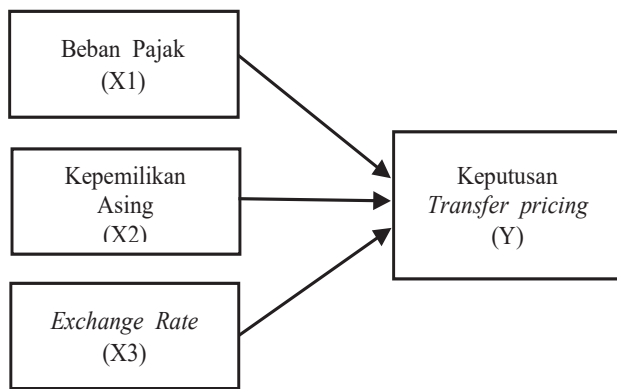 Beban Pajak
(X1)
Kepemilikan
Asing
(X2)
Exchange Rate
(X3)
Keputusan
Transfer pricing
(Y)